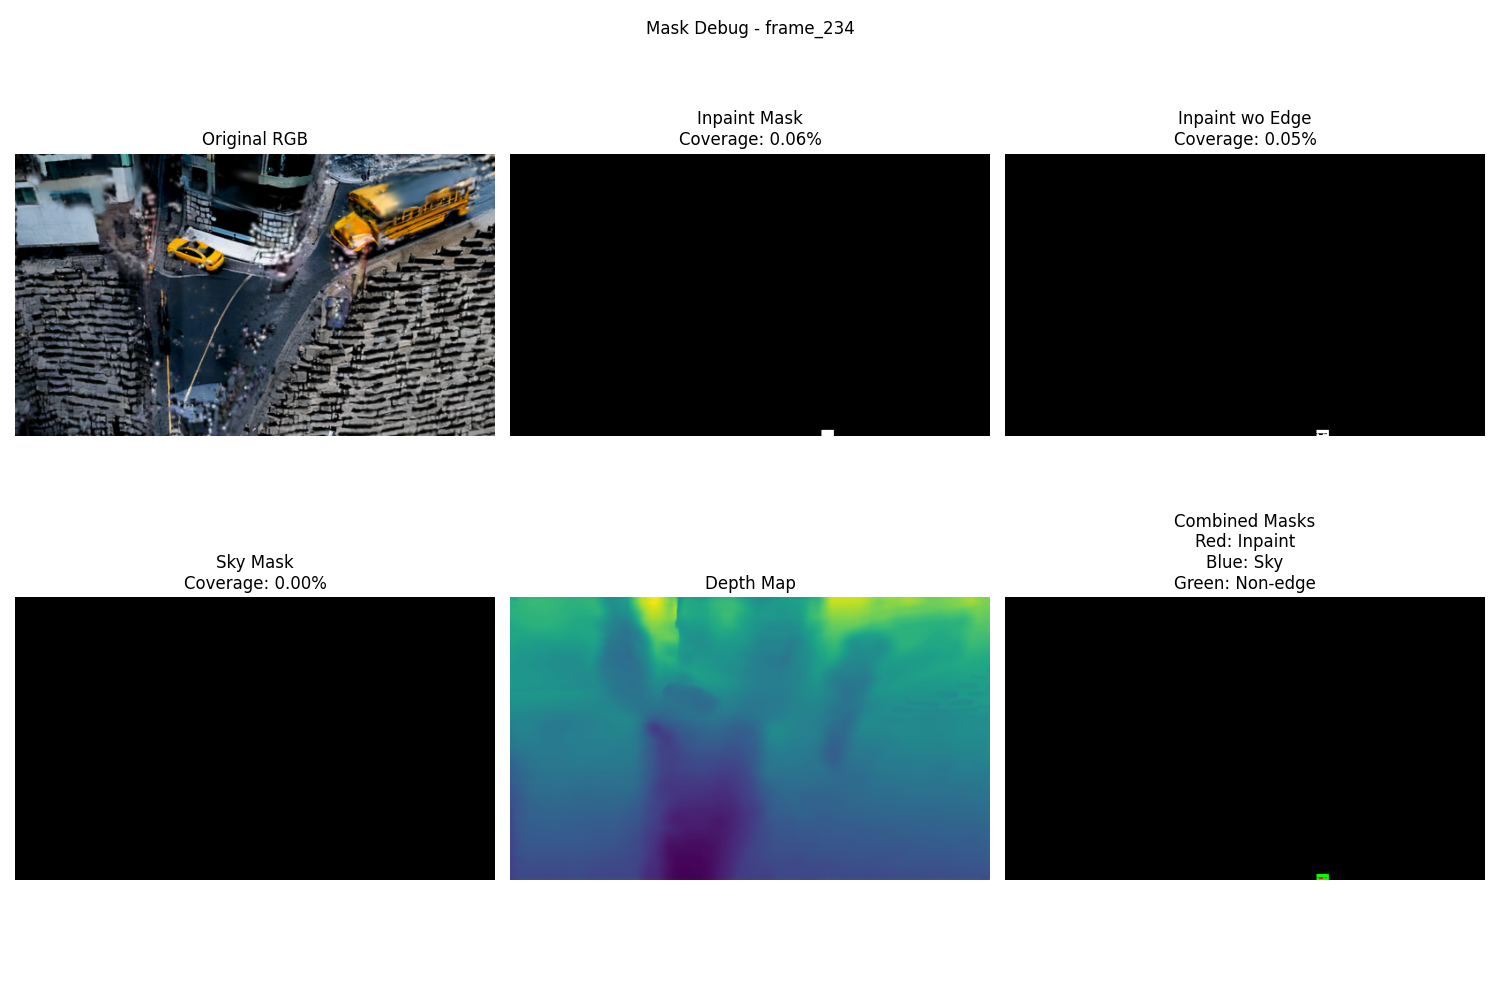 Mask Debug - frame_234
Original RGB
Inpaint Mask
Coverage: 0.06%
Inpaint wo Edge
Coverage: 0.05%
Sky Mask
Coverage: 0.00%
Depth Map
Combined Masks
Red: Inpaint
Blue: Sky
Green: Non-edge